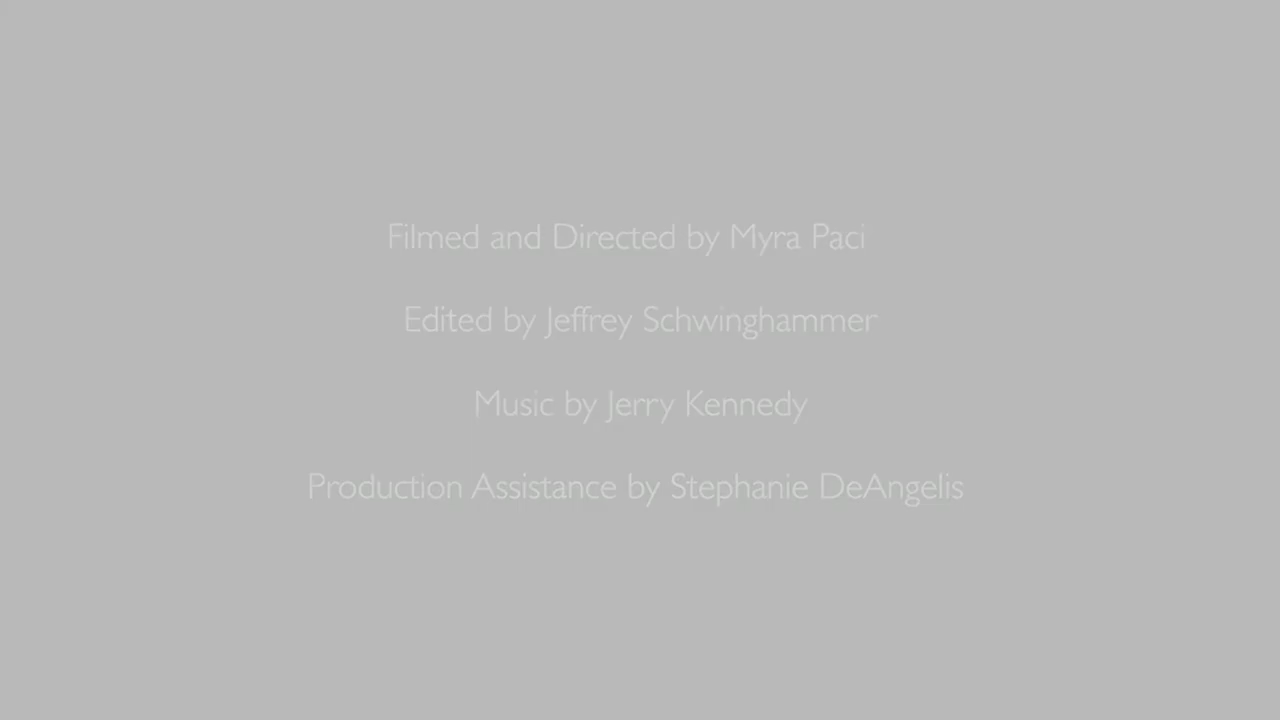 Filmed and Directed by Myra Paci
Edited by Jeffrey Schwinghammer
Music by Jerry Kennedy
Production Assistance by Stephanie DeAngelis